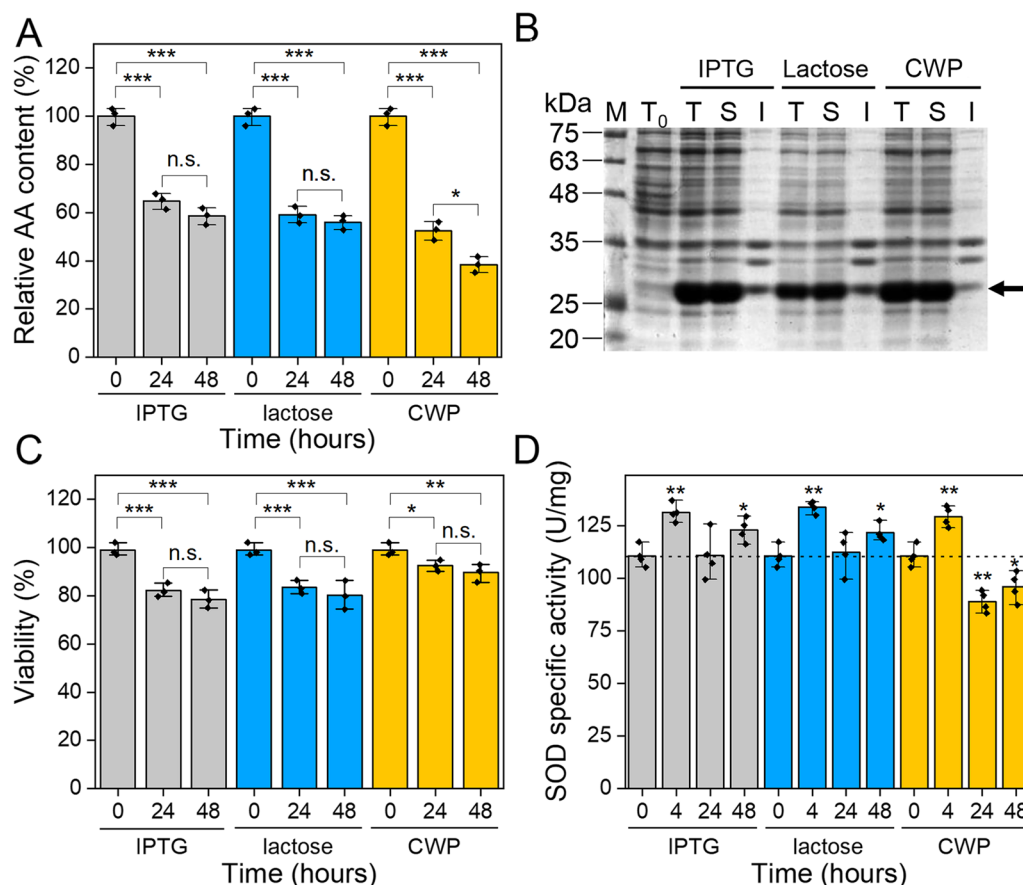 A
Relative AA content (%)
120
100
80
60
40
20
0
*** *** ***
*** *** ***
n.s. n.s. *
0 24 48 0 24 48 0 24 48
IPTG lactose CWP
Time (hours)
B
IPTG Lactose CWP
kDa M T0 T S I T S I T S I
75
63
48
35
25
20
C
Viability (%)
120
100
80
60
40
20
0
*** *** **
*** *** *
n.s. n.s. n.s.
0 24 48 0 24 48 0 24 48
IPTG lactose CWP
Time (hours)
D
SOD specific activity (U/mg)
125
100
75
50
25
0
** * ** * ** ** *
0 4 24 48 0 4 24 48 0 4 24 48
IPTG lactose CWP
Time (hours)